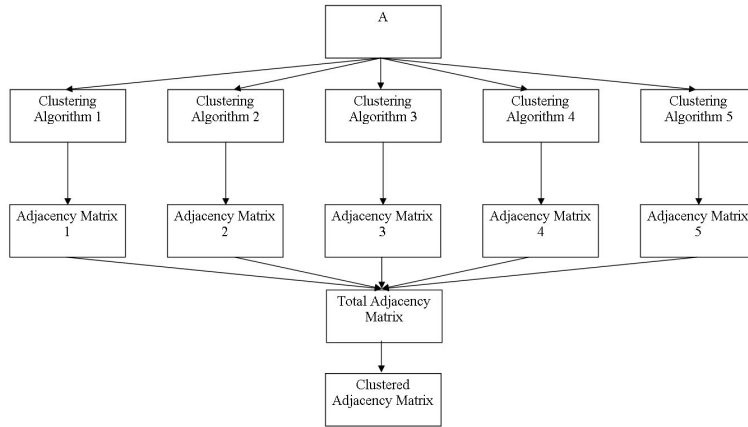 A
Clustering
Algorithm 1
Clustering
Algorithm 2
Clustering
Algorithm 3
Clustering
Algorithm 4
Clustering
Algorithm 5
Adjacency Matrix
1
Adjacency Matrix
2
Adjacency Matrix
3
Adjacency Matrix
4
Adjacency Matrix
5
Total Adjacency
Matrix
Clustered
Adjacency Matrix